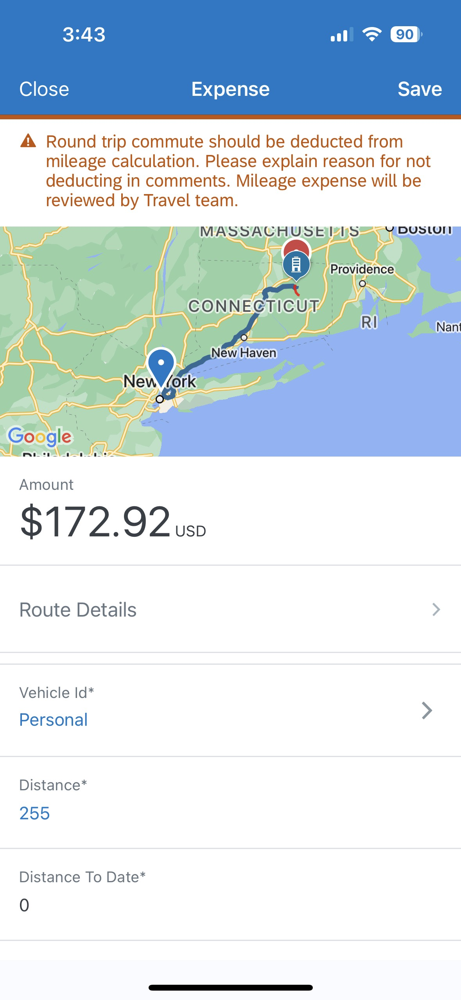 3:43
90
Close
Expense
Save
Round trip commute should be deducted from
mileage calculation. Please explain reason for not
deducting in comments. Mileage expense will be
reviewed by Travel team.
MASSACHUSETTS
Boston
Providence
CONNECTICUT
RI
Nant
New Haven
New York
Google
Philadelphia
Amount
$172.92 USD
Route Details
Vehicle Id*
Personal
Distance*
255
Distance To Date*
0